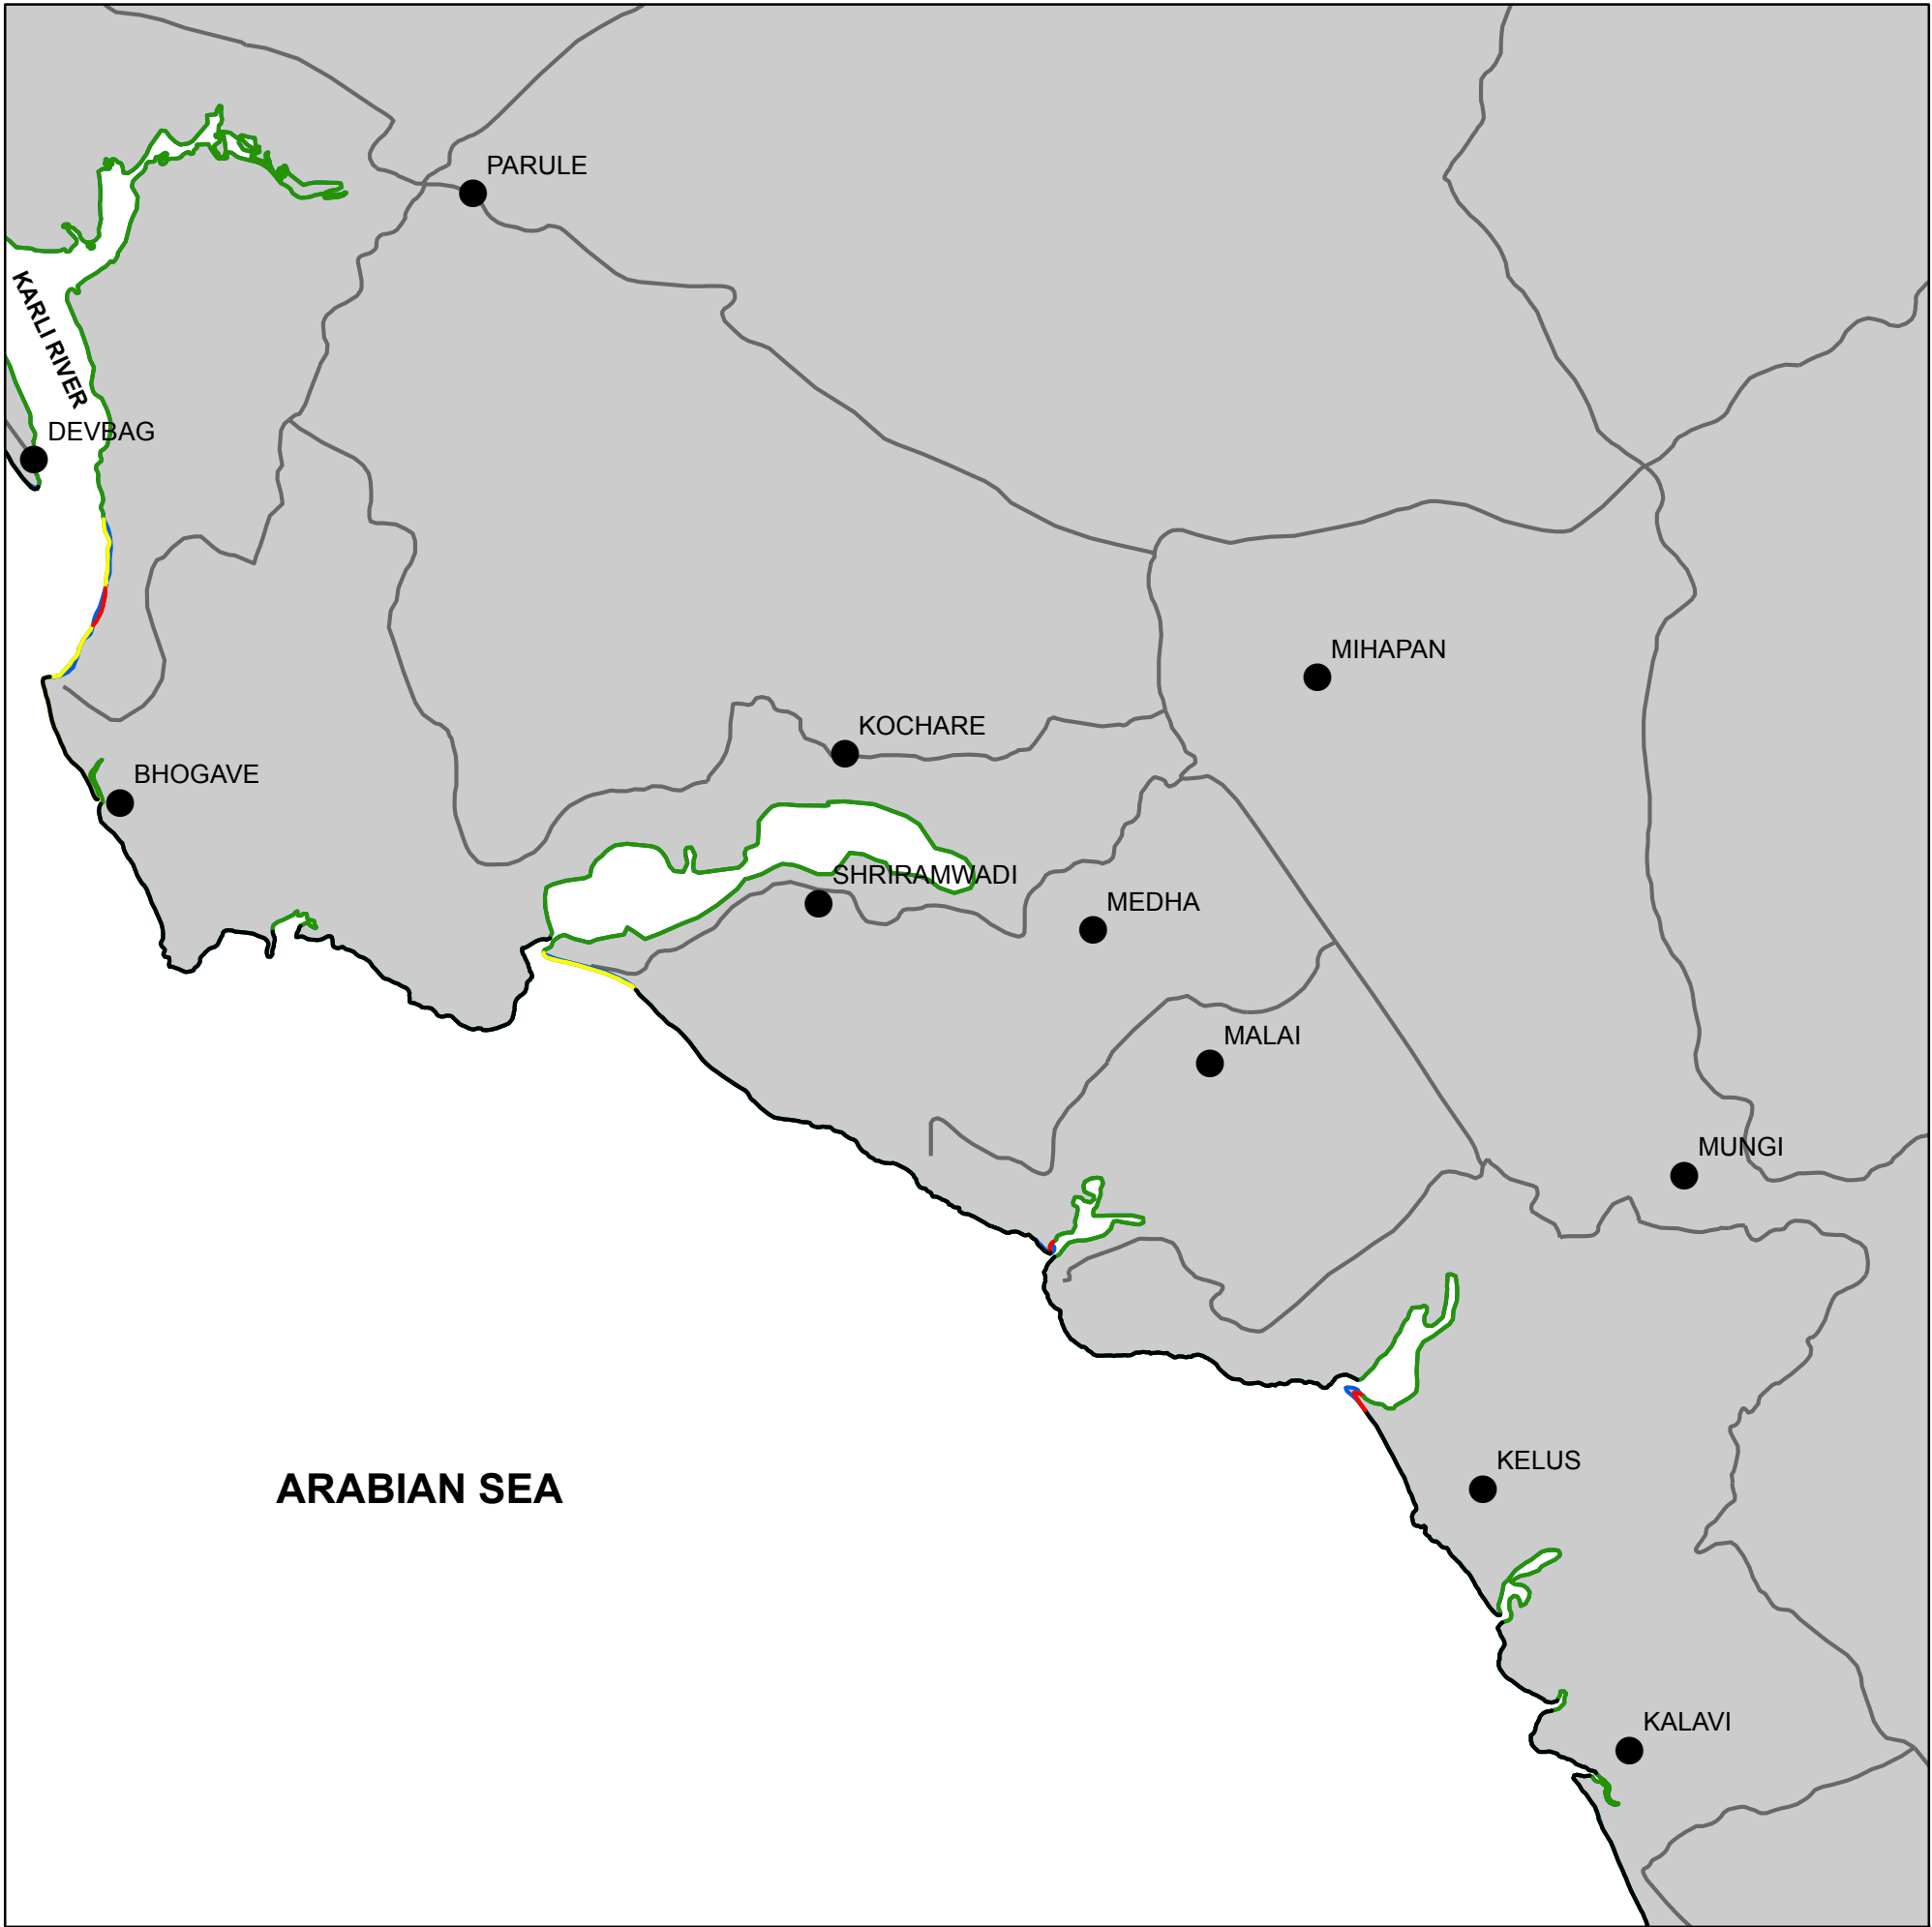 PARULE
KARLI RIVER
DEVBAG
MIHAPAN
KOCHARE
BHOGAVE
SHRIRAMWADI
MEDHA
MALAI
MUNGI
KELUS
ARABIAN SEA
KALAVI